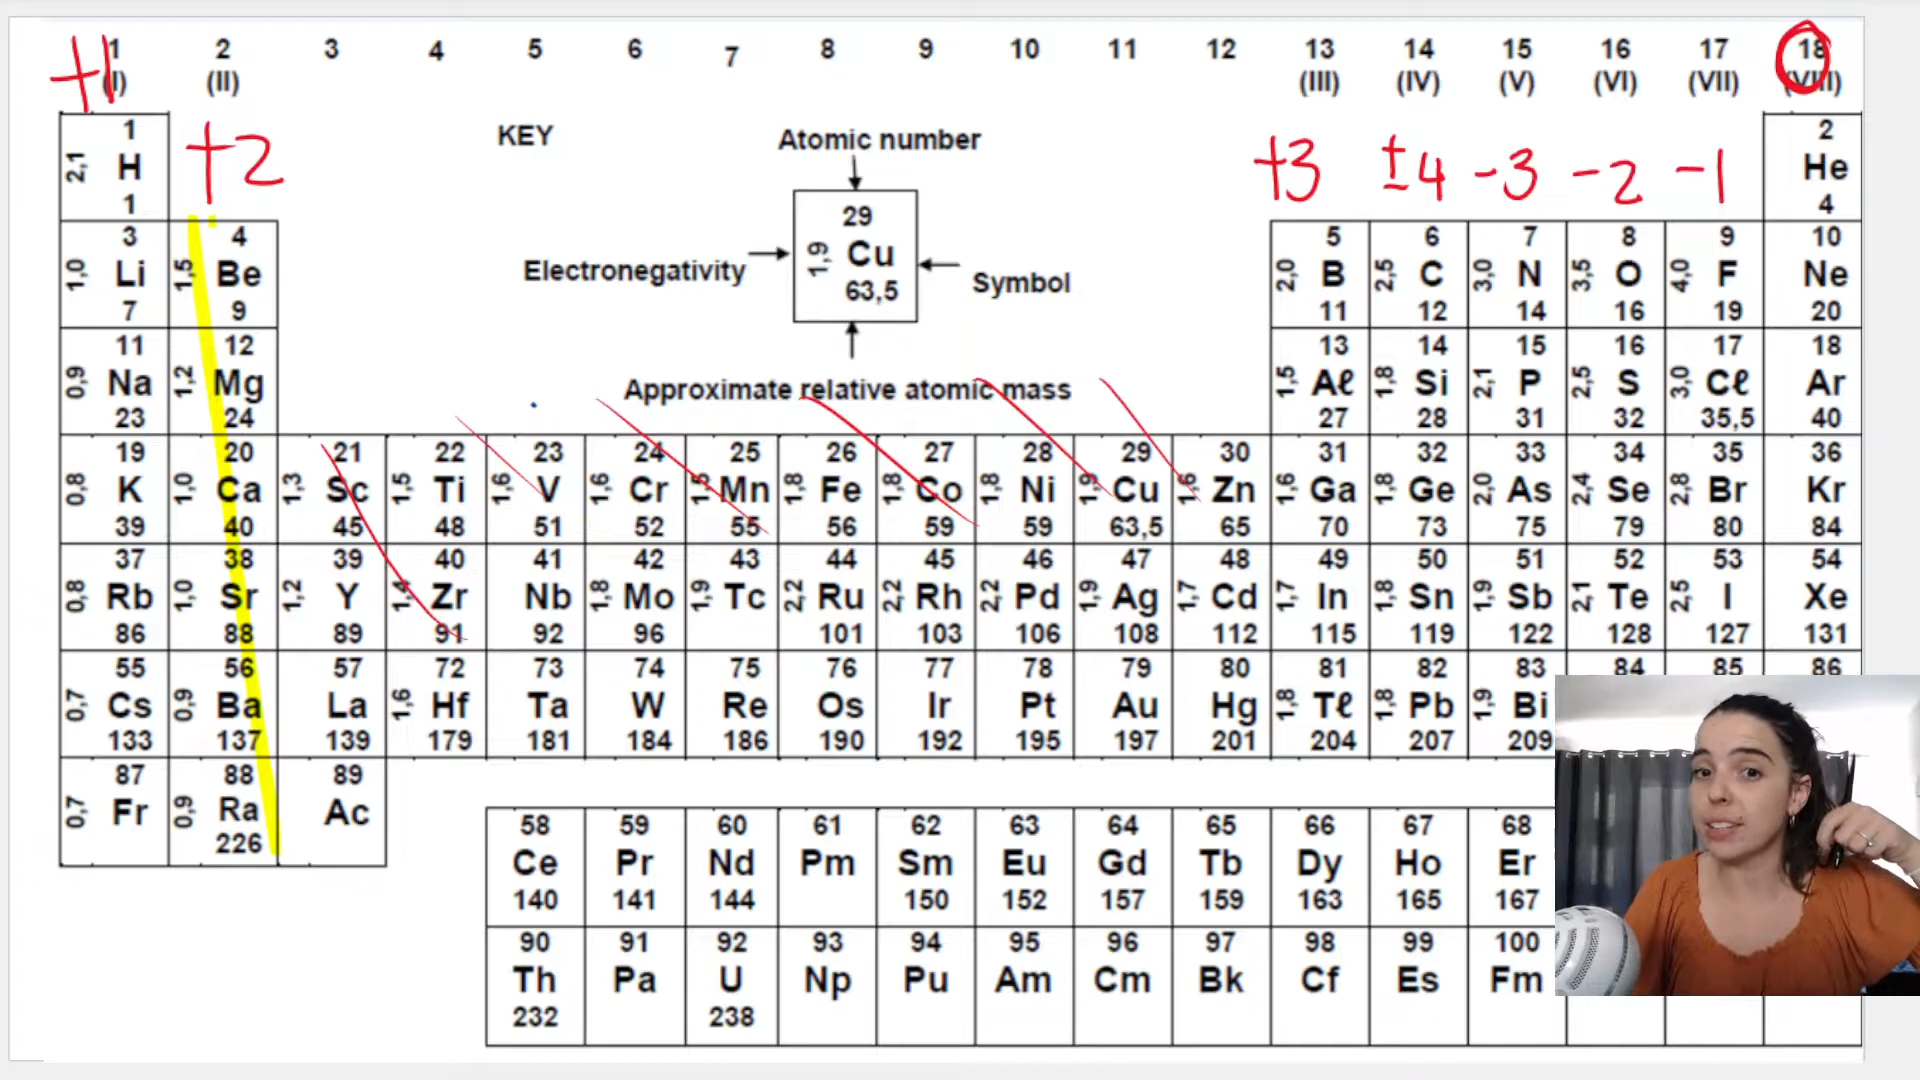 1 2 3 4 5 6 7 8 9 10 11 12 13 14 15 16 17 18
+1 (I) (II) (III) (IV) (V) (VI) (VII) (VIII)
+2 +3 ±4 -3 -2 -1
KEY
Atomic number
29
1,9 Cu
63,5
Electronegativity
Symbol
Approximate relative atomic mass
1 2
2,1 H He
1 4
3 4 5 6 7 8 9 10
1,0 Li 1,5 Be 2,0 B 2,5 C 3,0 N 3,5 O 4,0 F Ne
7 9 11 12 14 16 19 20
11 12 13 14 15 16 17 18
0,9 Na 1,2 Mg 1,5 Aℓ 1,8 Si 2,1 P 2,5 S 3,0 Cℓ Ar
23 24 27 28 31 32 35,5 40
19 20 21 22 23 24 25 26 27 28 29 30 31 32 33 34 35 36
0,8 K 1,0 Ca 1,3 Sc 1,5 Ti 1,6 V 1,6 Cr 1,5 Mn 1,8 Fe 1,8 Co 1,8 Ni 1,9 Cu 1,6 Zn 1,6 Ga 1,8 Ge 2,0 As 2,4 Se 2,8 Br Kr
39 40 45 48 51 52 55 56 59 59 63,5 65 70 73 75 79 80 84
37 38 39 40 41 42 43 44 45 46 47 48 49 50 51 52 53 54
0,8 Rb 1,0 Sr 1,2 Y 1,4 Zr Nb 1,8 Mo 1,9 Tc 2,2 Ru 2,2 Rh 2,2 Pd 1,9 Ag 1,7 Cd 1,7 In 1,8 Sn 1,9 Sb 2,1 Te 2,5 I Xe
86 88 89 91 92 96 101 103 106 108 112 115 119 122 128 127 131
55 56 57 72 73 74 75 76 77 78 79 80 81 82 83 84 85 86
0,7 Cs 0,9 Ba La 1,6 Hf Ta W Re Os Ir Pt Au Hg 1,8 Tℓ 1,8 Pb 1,9 Bi
133 137 139 179 181 184 186 190 192 195 197 201 204 207 209
87 88 89
0,7 Fr 0,9 Ra Ac
226
58 59 60 61 62 63 64 65 66 67 68
Ce Pr Nd Pm Sm Eu Gd Tb Dy Ho Er
140 141 144 150 152 157 159 163 165 167
90 91 92 93 94 95 96 97 98 99 100
Th Pa U Np Pu Am Cm Bk Cf Es Fm
232 238